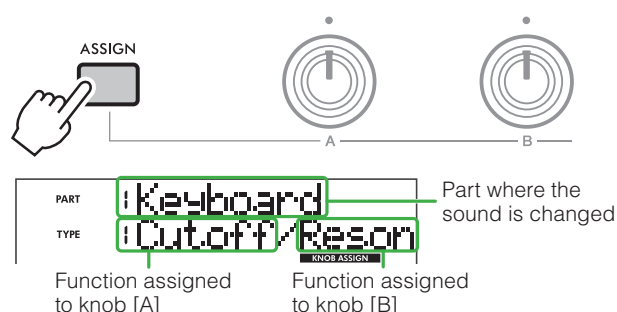 ASSIGN
A
B
PART
Keyboard
Part where the
sound is changed
TYPE
Cutoff/Reson
KNOB ASSIGN
Function assigned
to knob [A]
Function assigned
to knob [B]